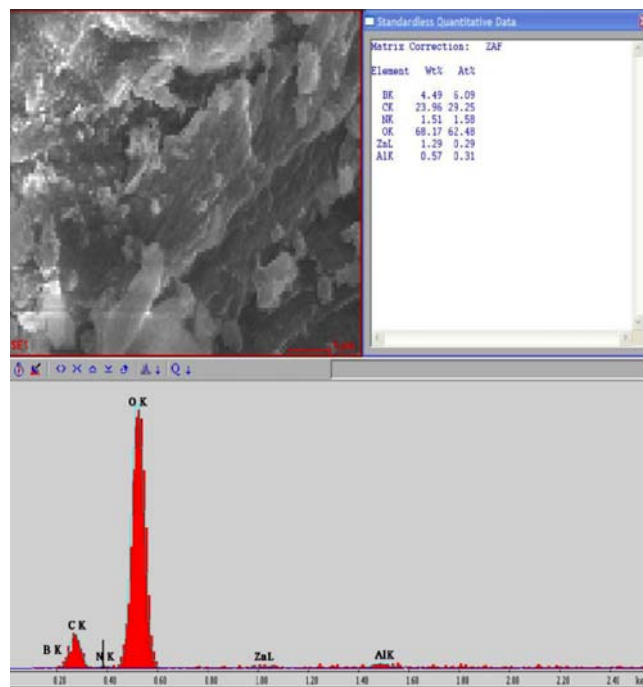 Standardless Quantitative Data
Matrix Correction: ZAF
Element Wt% At%
BK 4.49 6.09
CK 23.96 29.25
NK 1.51 1.58
OK 68.17 62.48
ZnL 1.29 0.29
AlK 0.57 0.31
SE1
Q
O K
C K
B K
N K
ZnL
AlK
0.20 0.40 0.60 0.80 1.00 1.20 1.40 1.60 1.80 2.00 2.20 2.40